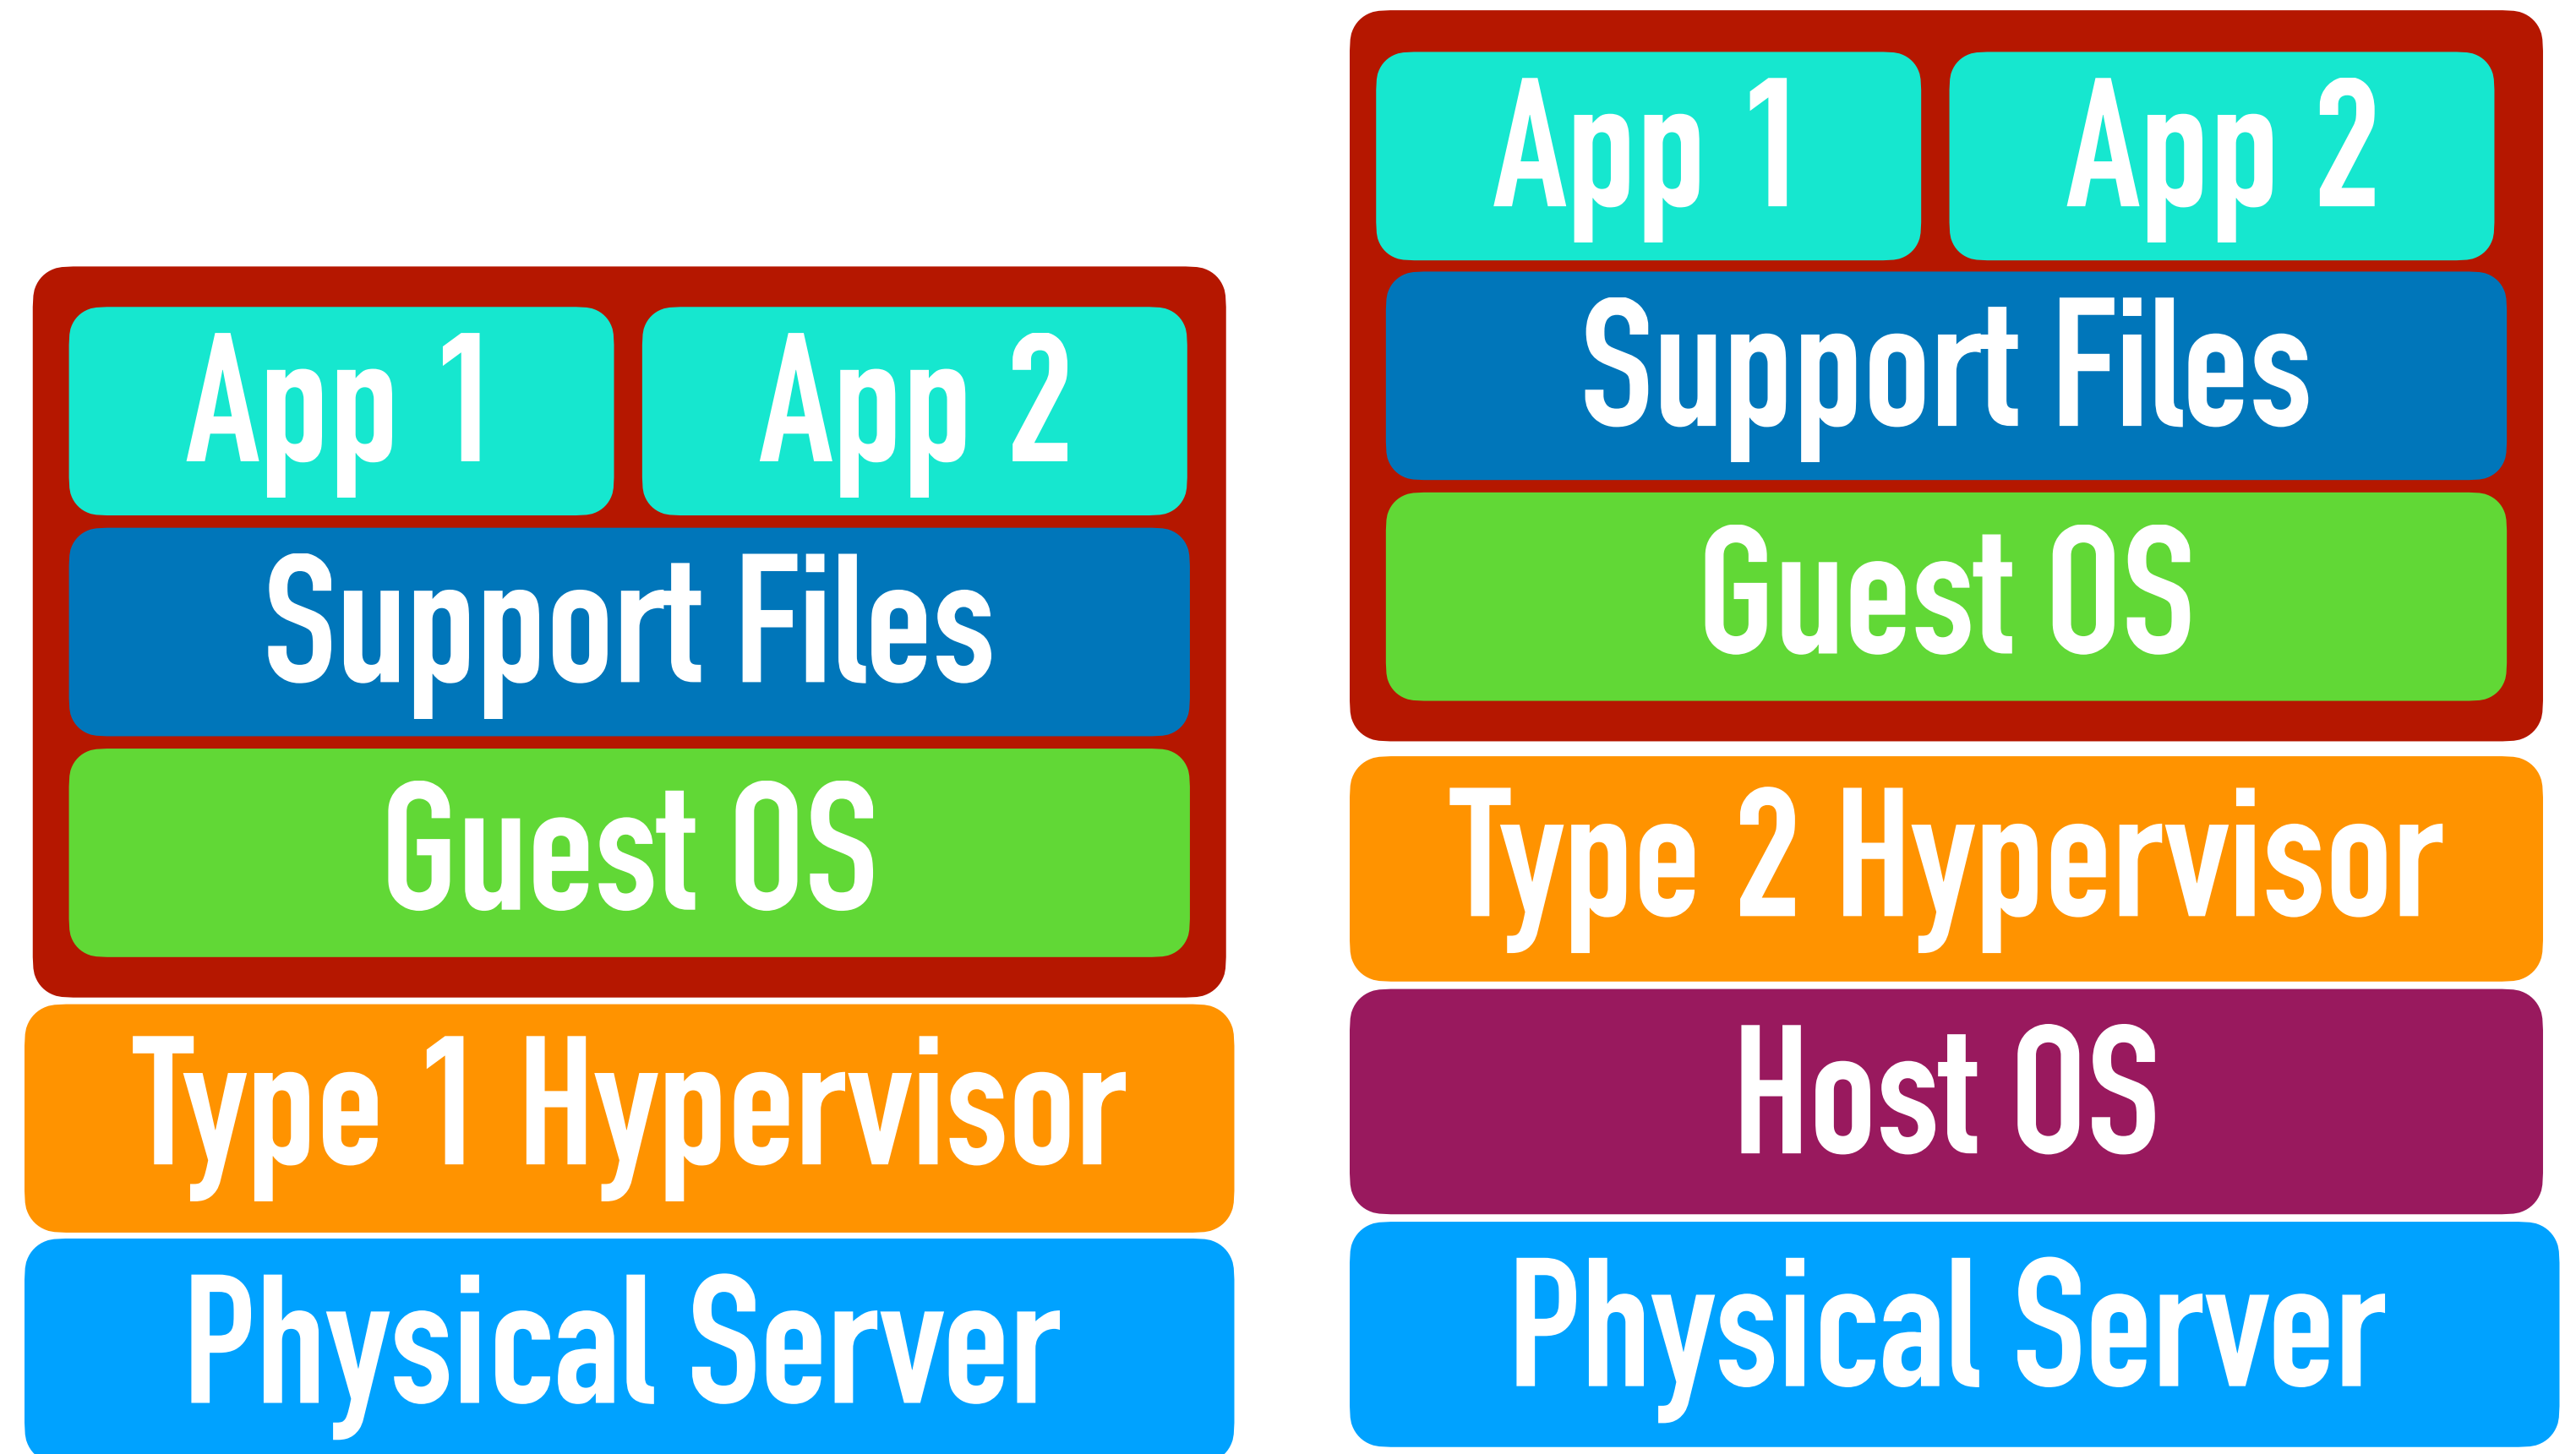 App 1
App 2
Support Files
Guest OS
Type 1 Hypervisor
Physical Server
App 1
App 2
Support Files
Guest OS
Type 2 Hypervisor
Host OS
Physical Server